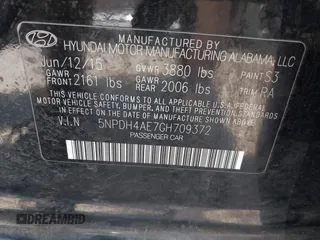 MANUFACTURED BY
HYUNDAI MOTOR MANUFACTURING ALABAMA, LLC
Jun/12/15 GVWR 3880 lbs PAINT S3
GAWR FRONT 2161 lbs GAWR REAR 2006 lbs TRIM RA
THIS VEHICLE CONFORMS TO ALL APPLICABLE FEDERAL
MOTOR VEHICLE SAFETY, BUMPER, AND THEFT PREVENTION
STANDARDS IN EFFECT ON THE DATE OF MANUFACTURE SHOWN ABOVE.
V.I.N 5NPDH4AE7GH709372
PASSENGER CAR
DREAMBID